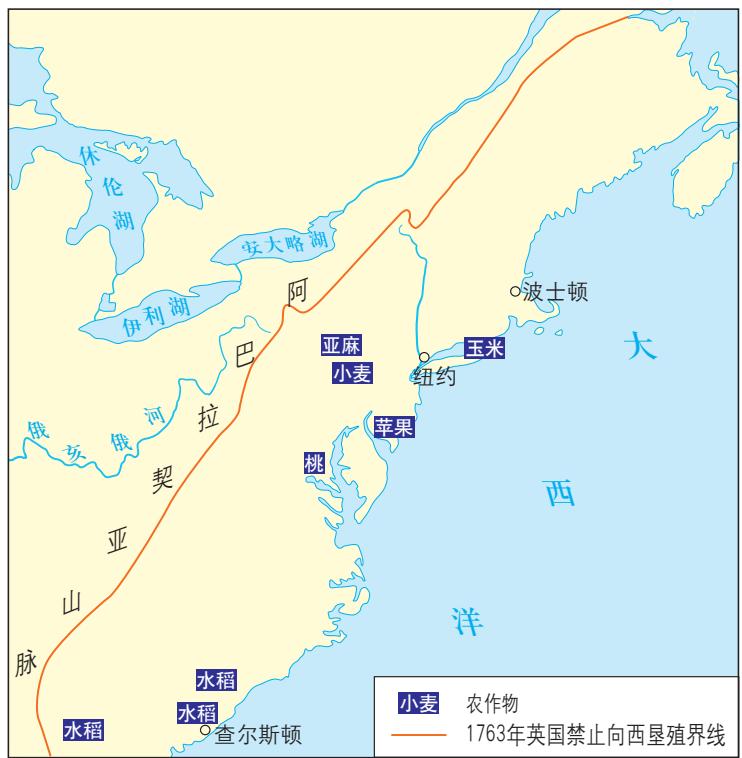 休伦湖
安大略湖
伊利湖
阿巴拉契亚山脉
波士顿
大西洋
亚麻
小麦
玉米
纽约
俄亥俄河
苹果
桃
水稻
水稻
水稻
查尔斯顿
小麦 农作物
1763年英国禁止向西垦殖界线